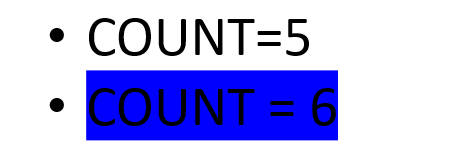 • COUNT=5
• COUNT = 6